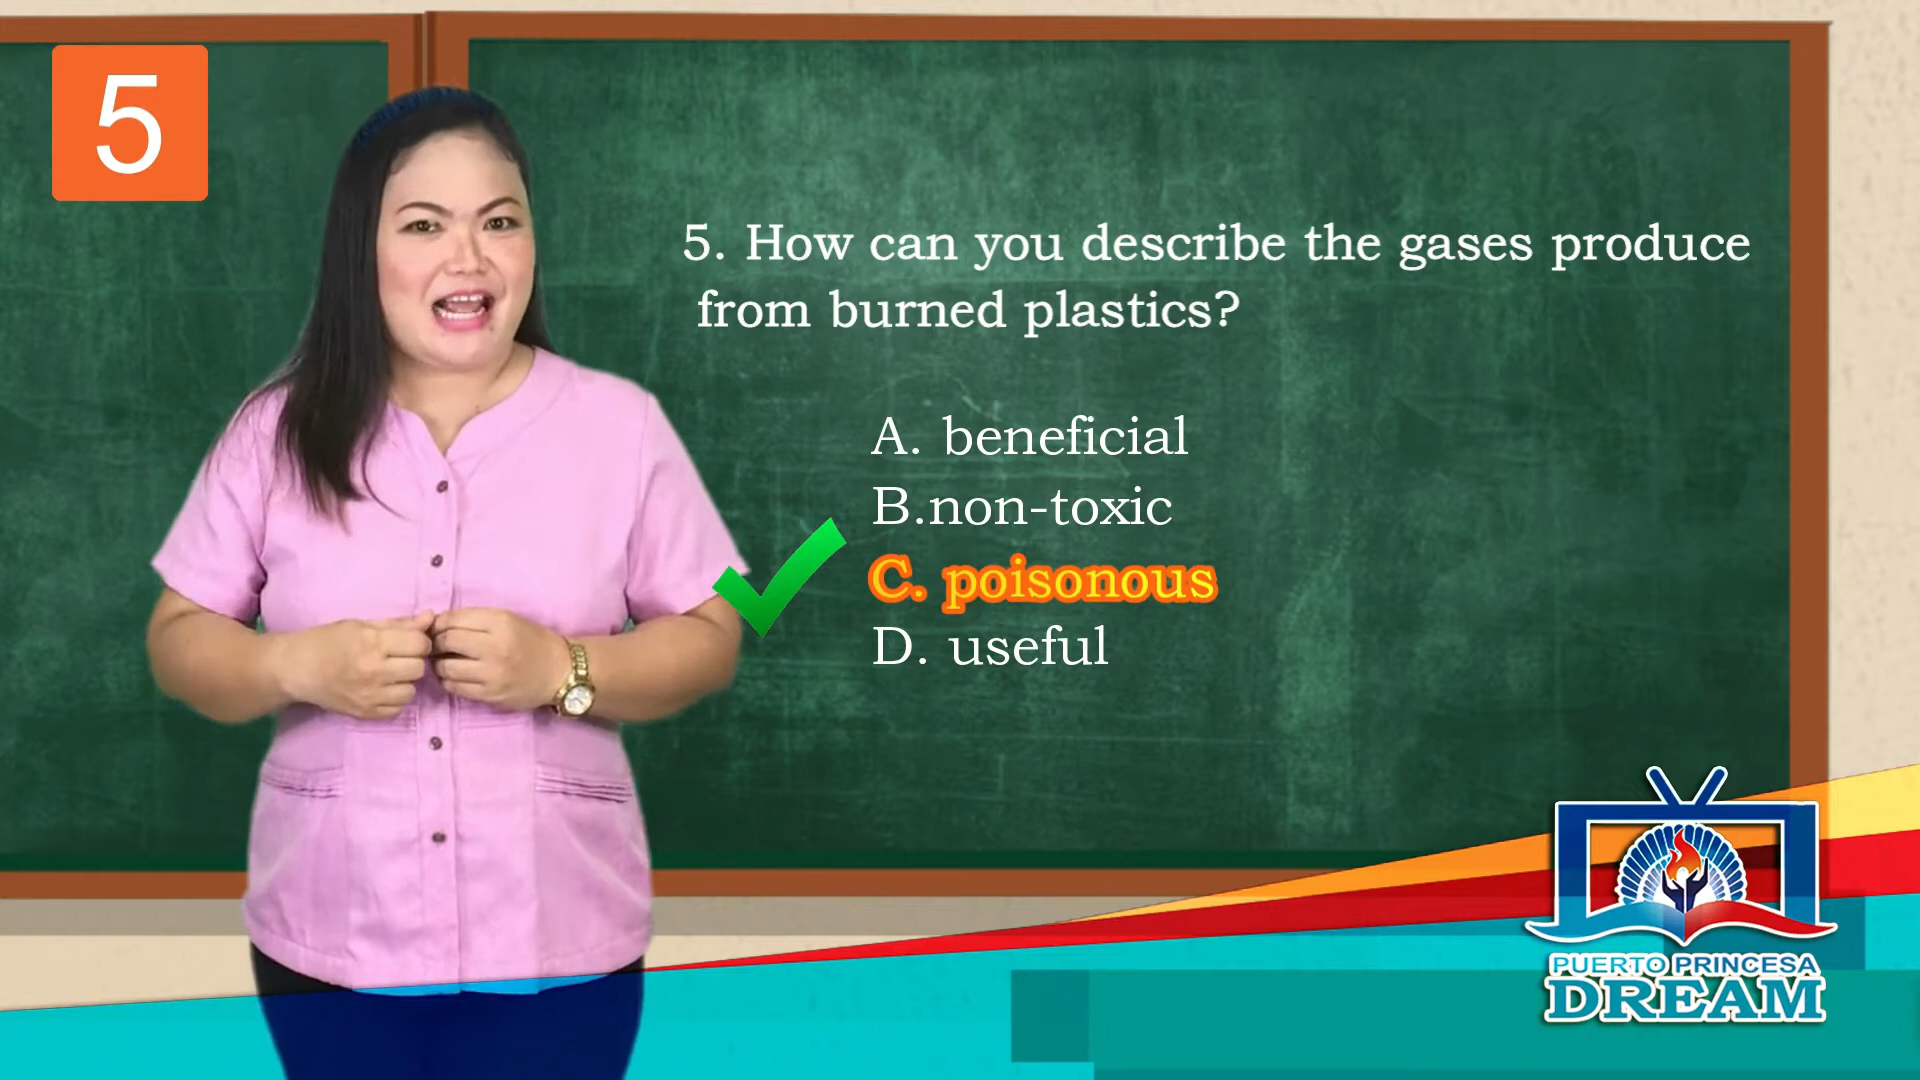 5
5. How can you describe the gases produce
from burned plastics?
A. beneficial
B.non-toxic
C. poisonous
D. useful
PUERTO PRINCESA
DREAM